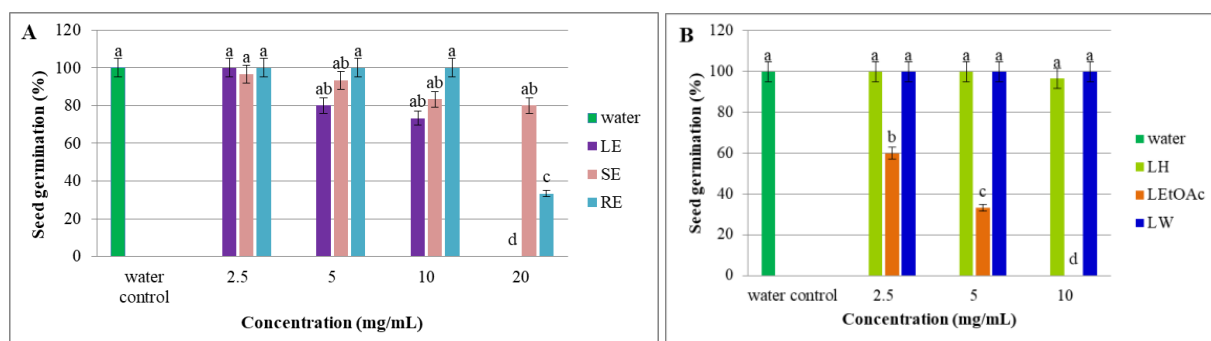 A
Seed germination (%)
120
100
80
60
40
20
0
a
a a a
ab ab a
ab ab a
d ab c
water control
2.5
5
10
20
Concentration (mg/mL)
water
LE
SE
RE
B
Seed germination (%)
120
100
80
60
40
20
0
a
a b a
a c a
a d a
water control
2.5
5
10
Concentration (mg/mL)
water
LH
LEtOAc
LW